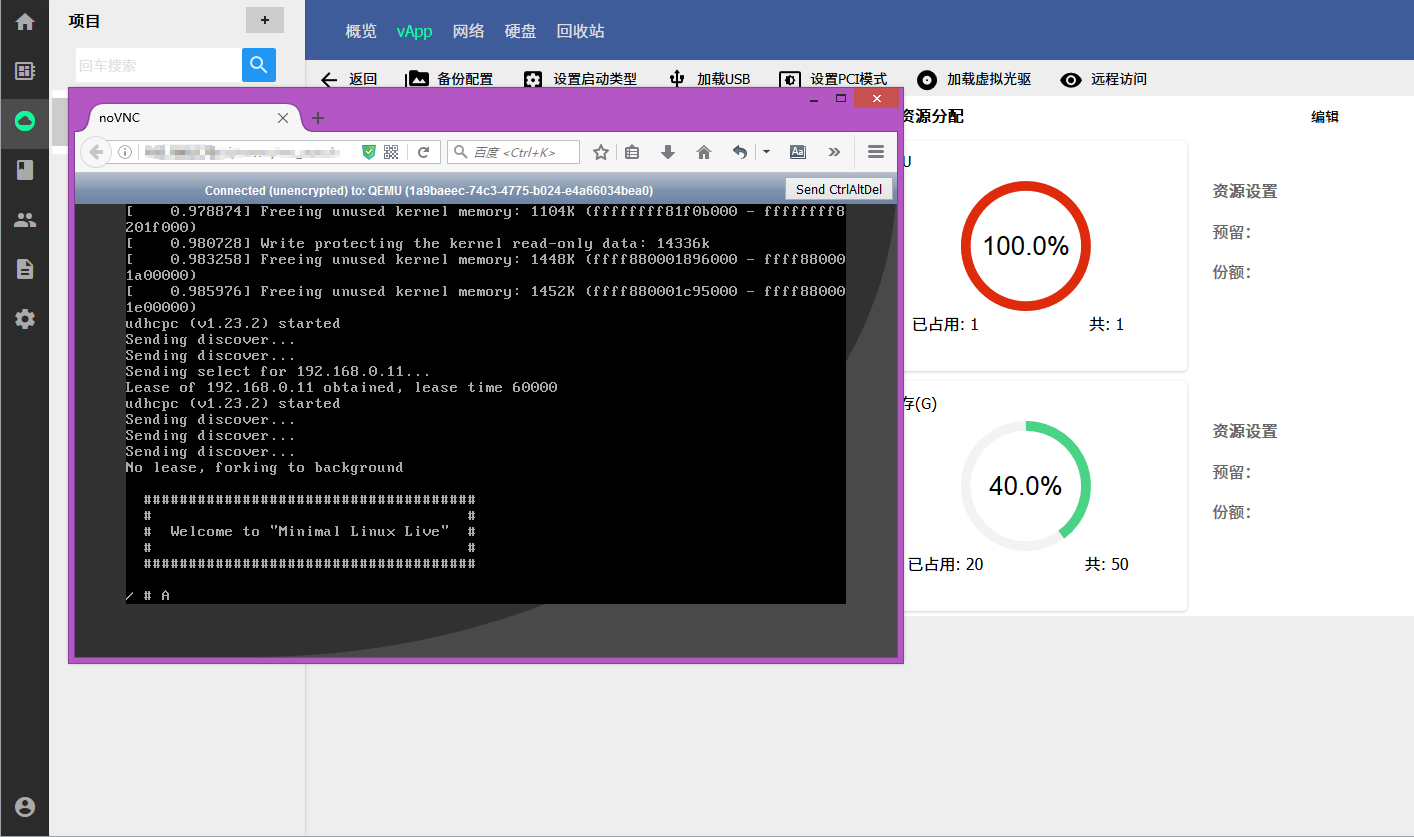 项目
+
回车搜索
概览 vApp 网络 硬盘 回收站
返回 备份配置 设置启动类型 加载USB 设置PCI模式 加载虚拟光驱 远程访问
noVNC
百度 <Ctrl+K>
Aa
Connected (unencrypted) to: QEMU (1a9baeec-74c3-4775-b024-e4a66034bea0)
Send CtrlAltDel
[    0.978874] Freeing unused kernel memory: 1104K (ffffffff81f0b000 - ffffffff8
201f000)
[    0.980728] Write protecting the kernel read-only data: 14336k
[    0.983258] Freeing unused kernel memory: 1448K (ffff880001896000 - ffff88000
1a00000)
[    0.985976] Freeing unused kernel memory: 1452K (ffff880001c95000 - ffff88000
1e00000)
udhcpc (v1.23.2) started
Sending discover...
Sending discover...
Sending select for 192.168.0.11...
Lease of 192.168.0.11 obtained, lease time 60000
udhcpc (v1.23.2) started
Sending discover...
Sending discover...
Sending discover...
No lease, forking to background
#####################################
#                                   #
#  Welcome to "Minimal Linux Live"  #
#                                   #
#####################################
/ # A
资源分配
编辑
U
100.0%
已占用: 1 共: 1
资源设置
预留:
份额:
存(G)
40.0%
已占用: 20 共: 50
资源设置
预留:
份额: